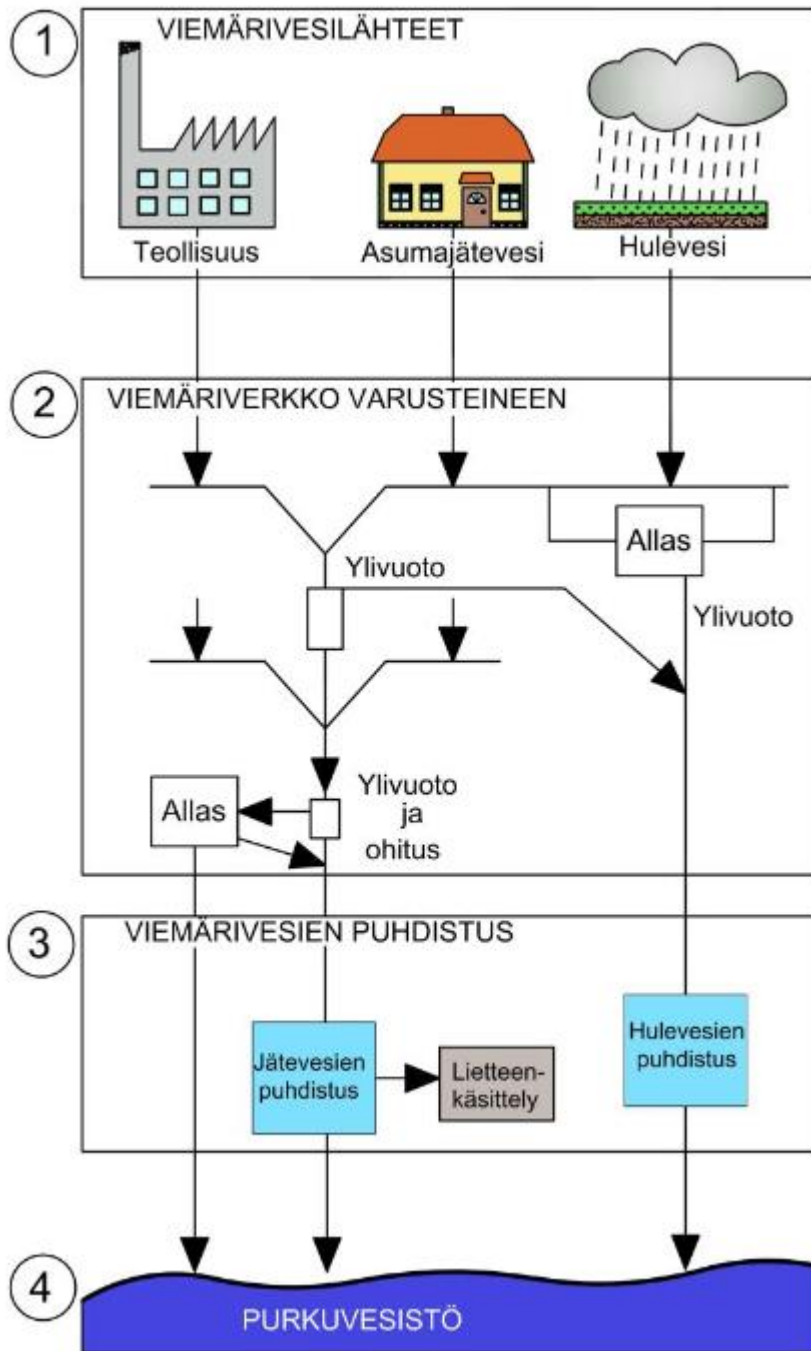 1
VIEMÄRIVESILÄHTEET
Teollisuus
Asumajätevesi
Hulevesi
2
VIEMÄRIVERKKO VARUSTEINEEN
Allas
Ylivuoto
Ylivuoto
Allas
Ylivuoto
ja
ohitus
3
VIEMÄRIVESIEN PUHDISTUS
Jätevesien
puhdistus
Lietteen-
käsittely
Hulevesien
puhdistus
4
PURKUVESISTÖ